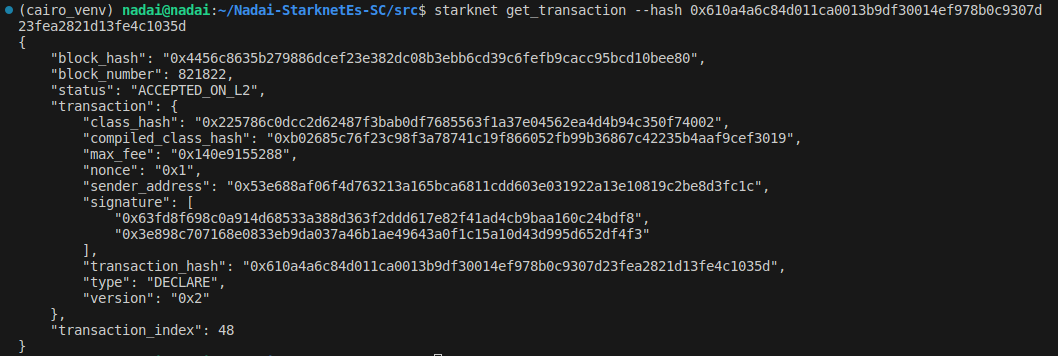 (cairo_venv) nadai@nadai:~/Nadai-StarknetEs-SC/src$ starknet get_transaction --hash 0x610a4a6c84d011ca0013b9df30014ef978b0c9307d
23fea2821d13fe4c1035d
{
    "block_hash": "0x4456c8635b279886dcef23e382dc08b3ebb6cd39c6fefb9cacc95bcd10bee80",
    "block_number": 821822,
    "status": "ACCEPTED_ON_L2",
    "transaction": {
        "class_hash": "0x225786c0dcc2d62487f3bab0df7685563f1a37e04562ea4d4b94c350f74002",
        "compiled_class_hash": "0xb02685c76f23c98f3a78741c19f866052fb99b36867c42235b4aaf9cef3019",
        "max_fee": "0x140e9155288",
        "nonce": "0x1",
        "sender_address": "0x53e688af06f4d763213a165bca6811cdd603e031922a13e10819c2be8d3fc1c",
        "signature": [
            "0x63fd8f698c0a914d68533a388d363f2ddd617e82f41ad4cb9baa160c24bdf8",
            "0x3e898c707168e0833eb9da037a46b1ae49643a0f1c15a10d43d995d652df4f3"
        ],
        "transaction_hash": "0x610a4a6c84d011ca0013b9df30014ef978b0c9307d23fea2821d13fe4c1035d",
        "type": "DECLARE",
        "version": "0x2"
    },
    "transaction_index": 48
}